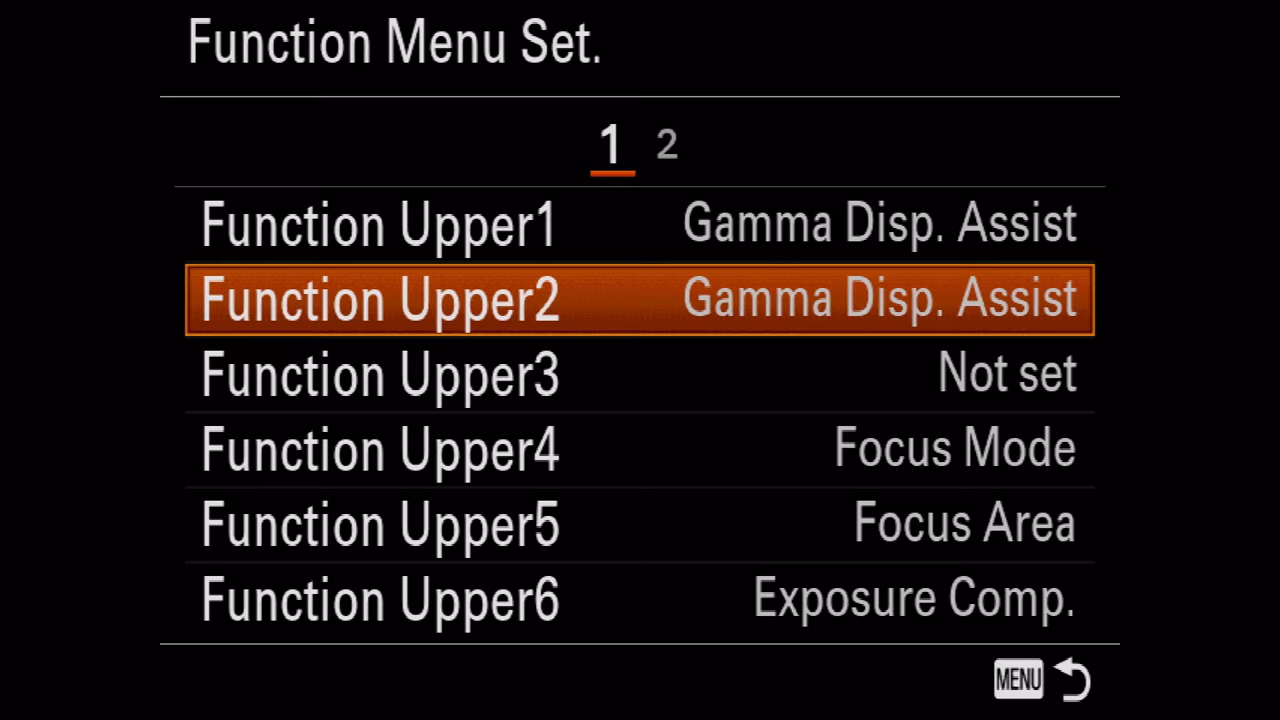 Function Menu Set.
1 2
Function Upper1 Gamma Disp. Assist
Function Upper2 Gamma Disp. Assist
Function Upper3 Not set
Function Upper4 Focus Mode
Function Upper5 Focus Area
Function Upper6 Exposure Comp.
MENU